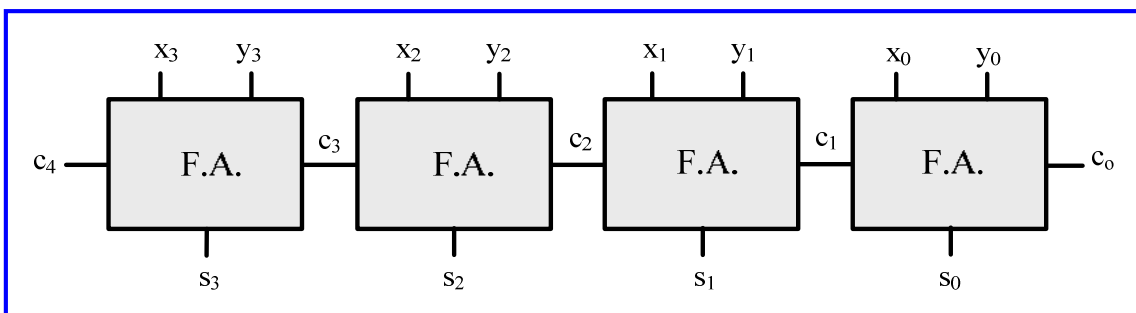 x₃ y₃ x₂ y₂ x₁ y₁ x₀ y₀
c₄ F.A. c₃ F.A. c₂ F.A. c₁ F.A. cₒ
s₃ s₂ s₁ s₀